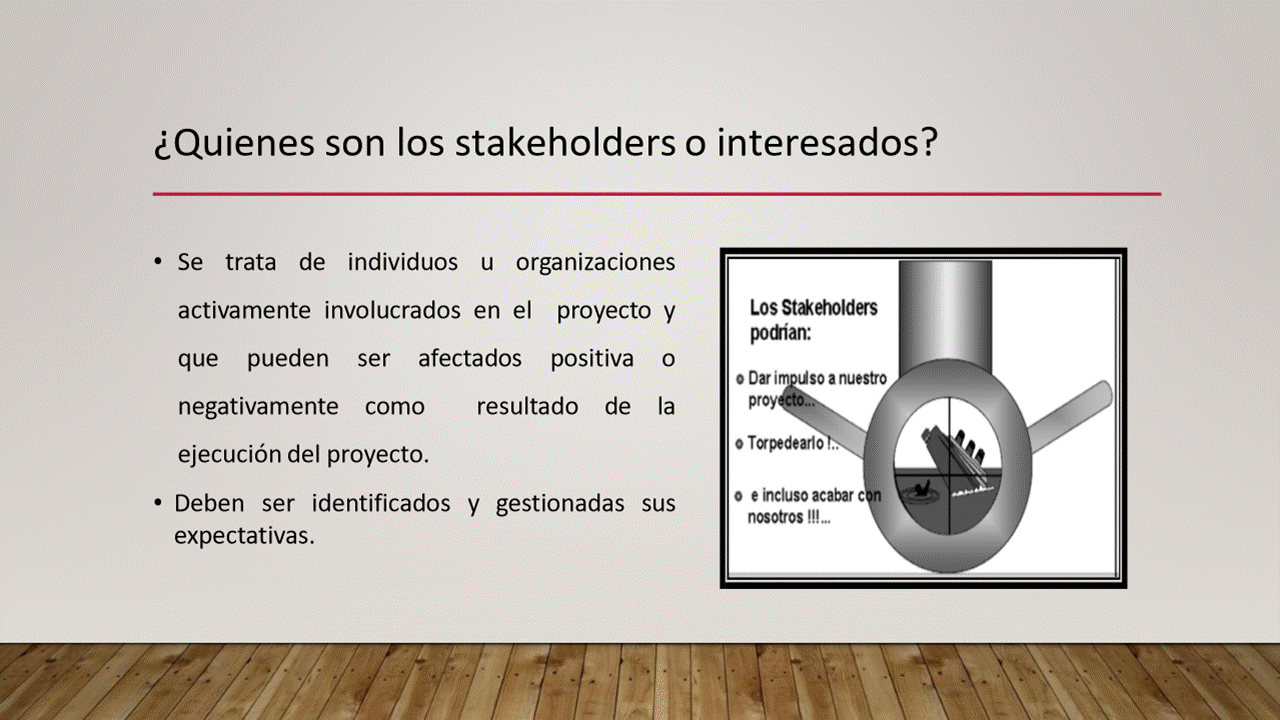 ¿Quienes son los stakeholders o interesados?
• Se trata de individuos u organizaciones
activamente involucrados en el proyecto y
que pueden ser afectados positiva o
negativamente como resultado de la
ejecución del proyecto.
• Deben ser identificados y gestionadas sus
expectativas.
Los Stakeholders
podrían:
Dar impulso a nuestro
proyecto...
Torpedearlo !..
e incluso acabar con
nosotros !!!...